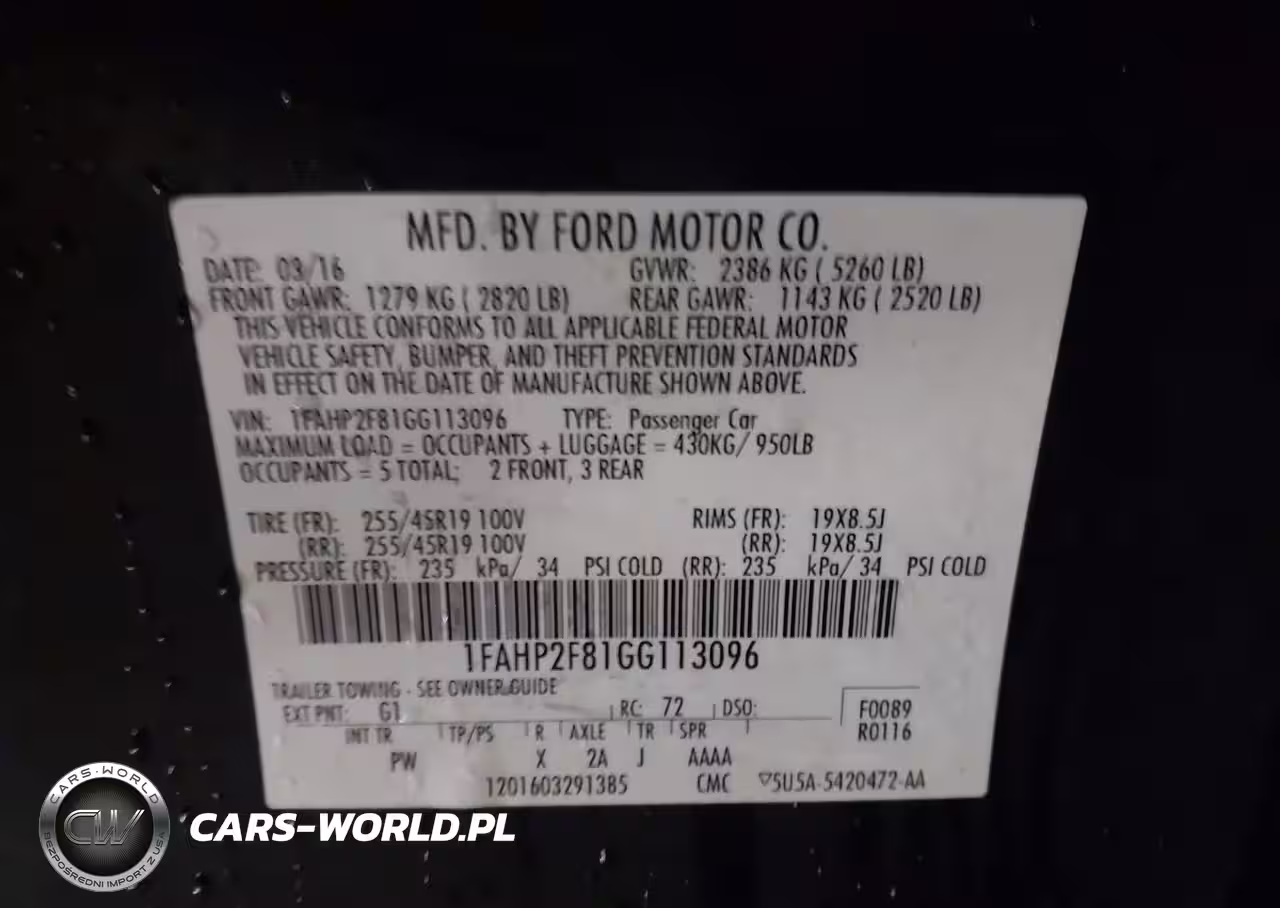 MFD. BY FORD MOTOR CO.
DATE: 03/16 GVWR: 2386 KG ( 5260 LB)
FRONT GAWR: 1279 KG ( 2820 LB) REAR GAWR: 1143 KG ( 2520 LB)
THIS VEHICLE CONFORMS TO ALL APPLICABLE FEDERAL MOTOR
VEHICLE SAFETY, BUMPER, AND THEFT PREVENTION STANDARDS
IN EFFECT ON THE DATE OF MANUFACTURE SHOWN ABOVE.
VIN: 1FAHP2F81GG113096 TYPE: Passenger Car
MAXIMUM LOAD = OCCUPANTS + LUGGAGE = 430KG/ 950LB
OCCUPANTS = 5 TOTAL; 2 FRONT, 3 REAR
TIRE (FR): 255/45R19 100V RIMS (FR): 19X8.5J
(RR): 255/45R19 100V (RR): 19X8.5J
PRESSURE (FR): 235 kPa/ 34 PSI COLD (RR): 235 kPa/ 34 PSI COLD
1FAHP2F81GG113096
TRAILER TOWING - SEE OWNER GUIDE
EXT PNT: G1 RC: 72 DSO: F0089
INT TR TP/PS R AXLE TR SPR R0116
PW X 2A J AAAA
1201603291385 CMC 5U5A-5420472-AA
CARS-WORLD
CW
BEZPOŚREDNI IMPORT Z USA
CARS-WORLD.PL